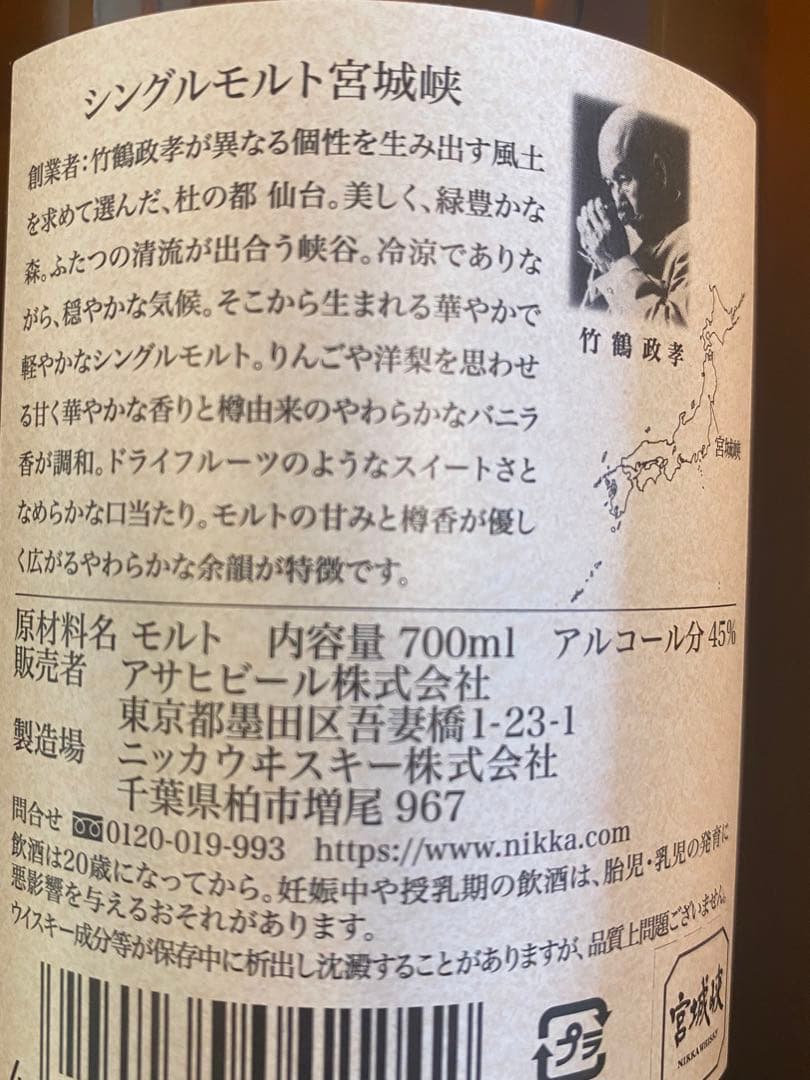 シングルモルト宮城峡
創業者:竹鶴政孝が異なる個性を生み出す風土
を求めて選んだ、杜の都 仙台。美しく、緑豊かな
森。ふたつの清流が出合う峡谷。冷涼でありな
がら、穏やかな気候。そこから生まれる華やかで
軽やかなシングルモルト。りんごや洋梨を思わせ
る甘く華やかな香りと樽由来のやわらかなバニラ
香が調和。ドライフルーツのようなスイートさと
なめらかな口当たり。モルトの甘みと樽香が優し
く広がるやわらかな余韻が特徴です。
竹鶴政孝
宮城峡
原材料名 モルト 内容量 700ml アルコール分 45%
販売者 アサヒビール株式会社
東京都墨田区吾妻橋1-23-1
製造場 ニッカウヰスキー株式会社
千葉県柏市増尾 967
問合せ 0120-019-993 https://www.nikka.com
飲酒は20歳になってから。妊娠中や授乳期の飲酒は、胎児・乳児の発育に
悪影響を与えるおそれがあります。
ウイスキー成分等が保存中に析出し沈澱することがありますが、品質上問題ございません。
プラ
宮城峡
NIKKA WHISKY